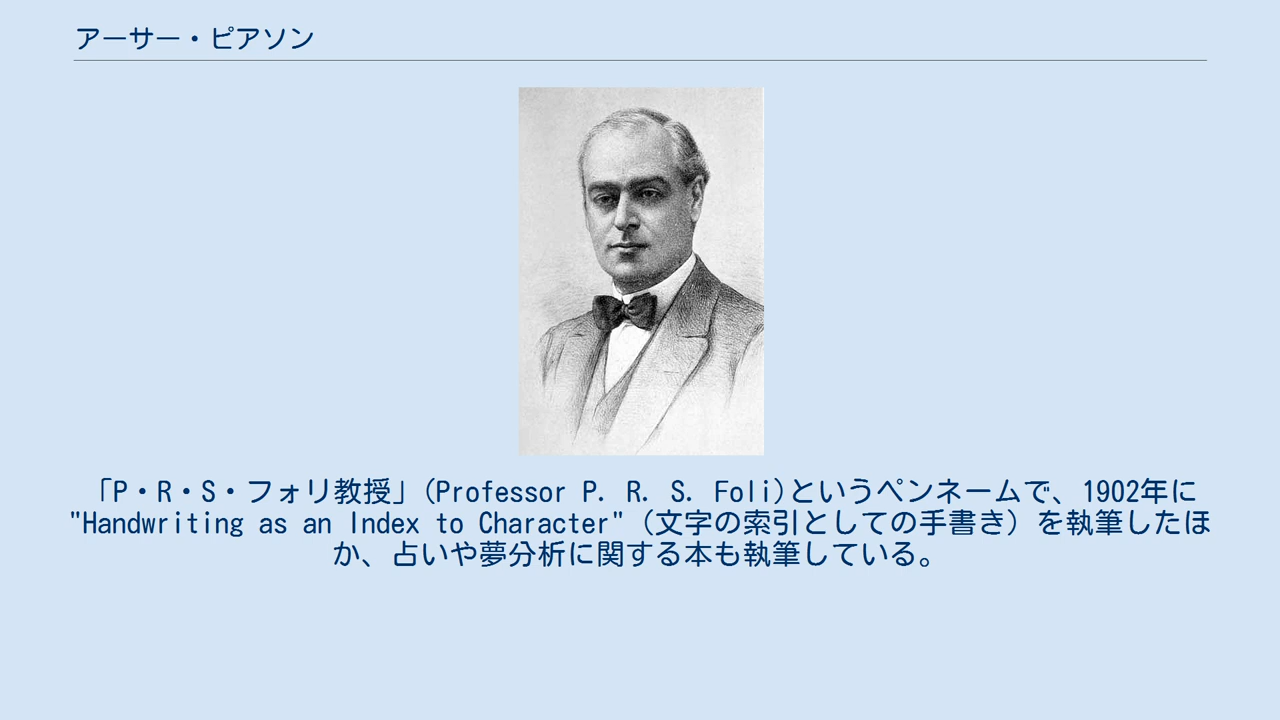 アーサー・ピアソン
「P・R・S・フォリ教授」(Professor P. R. S. Foli)というペンネームで、1902年に
"Handwriting as an Index to Character"（文字の索引としての手書き）を執筆したほ
か、占いや夢分析に関する本も執筆している。